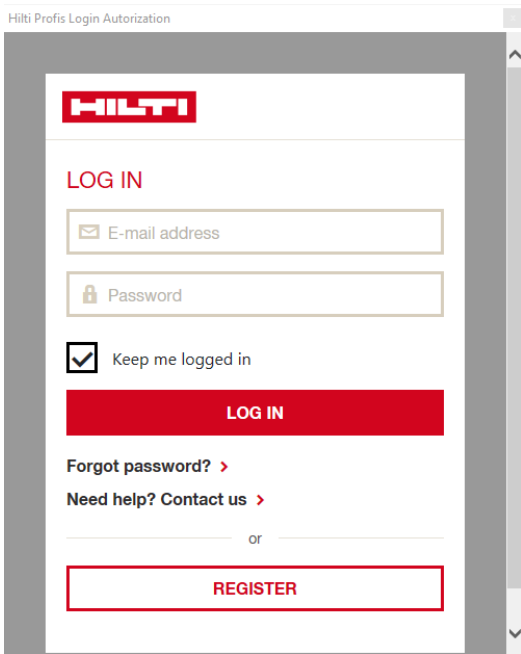 Hilti Profis Login Autorization
HILTI
LOG IN
E-mail address
Password
Keep me logged in
LOG IN
Forgot password?
Need help? Contact us
or
REGISTER